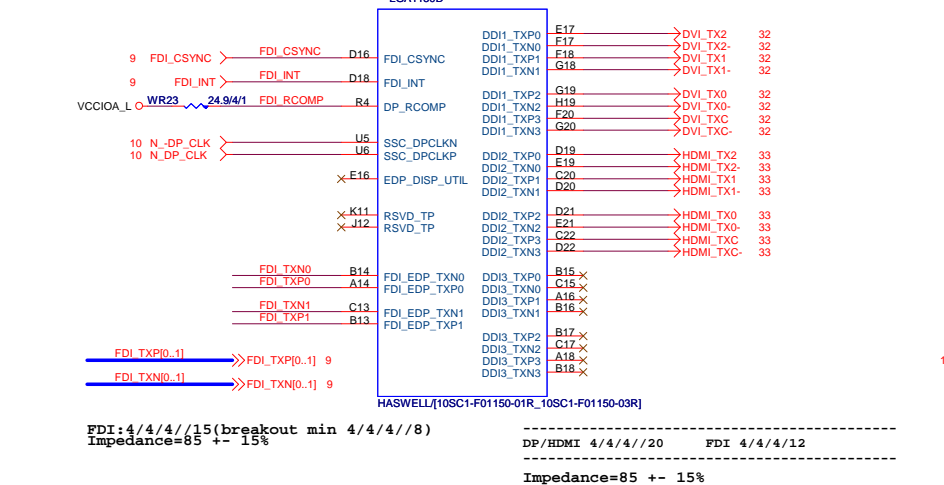 9 FDI_CSYNC FDI_CSYNC D16 FDI_CSYNC
9 FDI_INT FDI_INT D18 FDI_INT
VCCIOA_L WR23 24.9/4/1 FDI_RCOMP R4 DP_RCOMP
10 N_-DP_CLK U5 SSC_DPCLKN
10 N_DP_CLK U6 SSC_DPCLKP
E16 EDP_DISP_UTIL
K11 RSVD_TP
J12 RSVD_TP
FDI_TXN0 B14 FDI_EDP_TXN0
FDI_TXP0 A14 FDI_EDP_TXP0
FDI_TXN1 C13 FDI_EDP_TXN1
FDI_TXP1 B13 FDI_EDP_TXP1
FDI_TXP[0..1] FDI_TXP[0..1] 9
FDI_TXN[0..1] FDI_TXN[0..1] 9
DDI1_TXP0 E17 DVI_TX2 32
DDI1_TXN0 F17 DVI_TX2- 32
DDI1_TXP1 F18 DVI_TX1 32
DDI1_TXN1 G18 DVI_TX1- 32
DDI1_TXP2 G19 DVI_TX0 32
DDI1_TXN2 H19 DVI_TX0- 32
DDI1_TXP3 F20 DVI_TXC 32
DDI1_TXN3 G20 DVI_TXC- 32
DDI2_TXP0 D19 HDMI_TX2 33
DDI2_TXN0 E19 HDMI_TX2- 33
DDI2_TXP1 C20 HDMI_TX1 33
DDI2_TXN1 D20 HDMI_TX1- 33
DDI2_TXP2 D21 HDMI_TX0 33
DDI2_TXN2 E21 HDMI_TX0- 33
DDI2_TXP3 C22 HDMI_TXC 33
DDI2_TXN3 D22 HDMI_TXC- 33
DDI3_TXP0 B15
DDI3_TXN0 C15
DDI3_TXP1 A16
DDI3_TXN1 B16
DDI3_TXP2 B17
DDI3_TXN2 C17
DDI3_TXP3 A18
DDI3_TXN3 B18
HASWELL/[10SC1-F01150-01R_10SC1-F01150-03R]
FDI:4/4/4//15(breakout min 4/4/4//8)
Impedance=85 +- 15%
DP/HDMI 4/4/4//20 FDI 4/4/4/12
Impedance=85 +- 15%